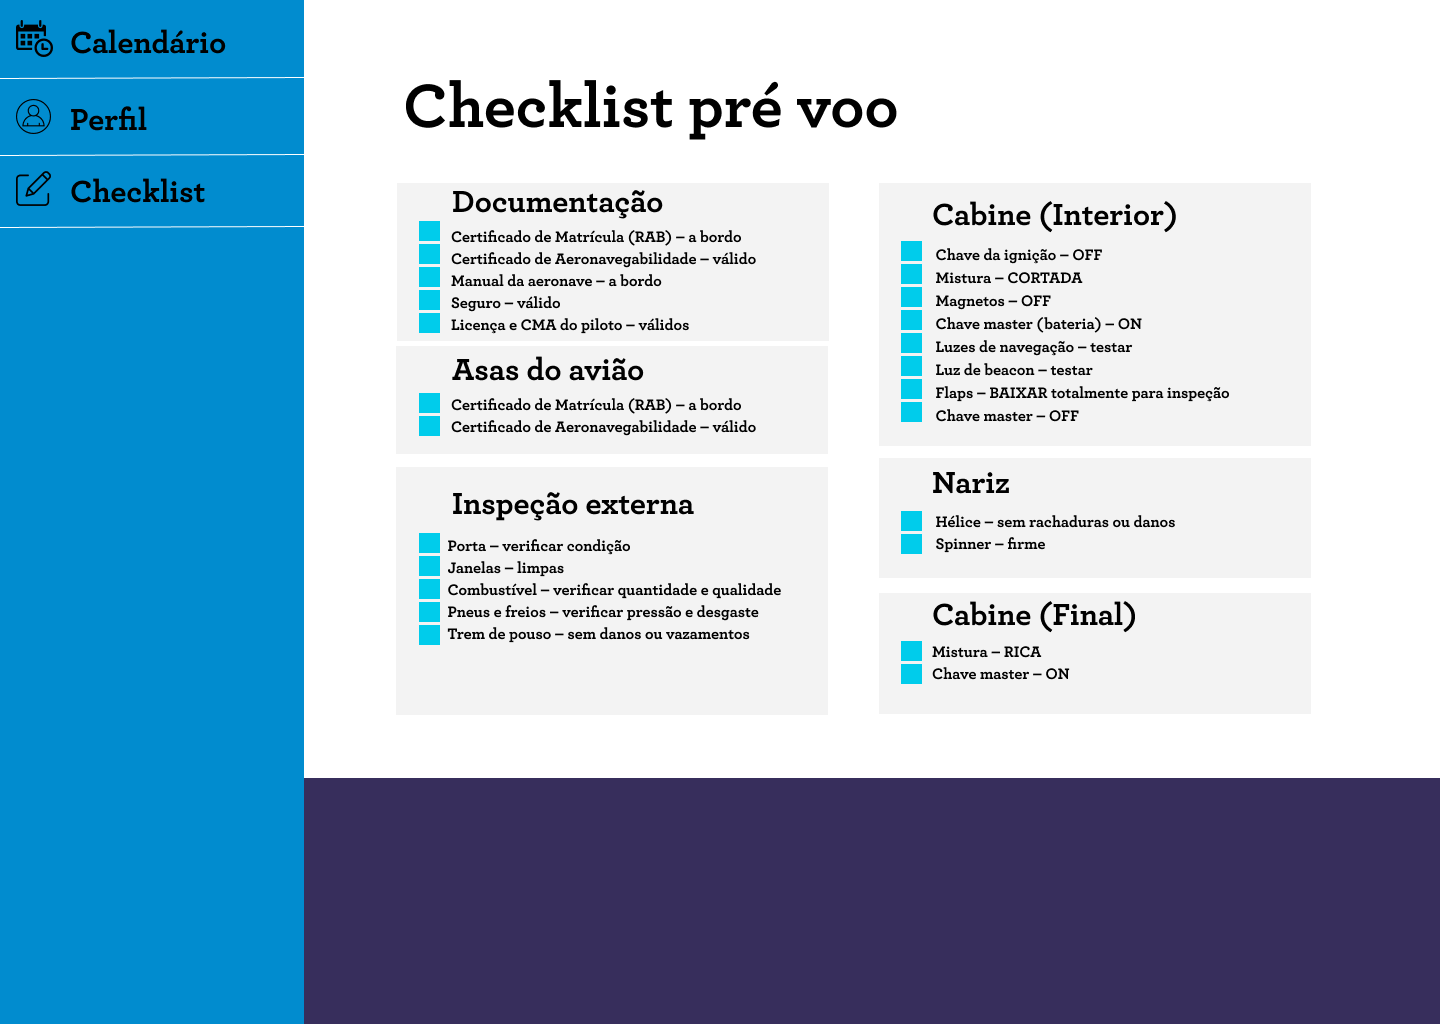 Calendário
Perfil
Checklist
Checklist pré voo
Documentação
Certificado de Matrícula (RAB) – a bordo
Certificado de Aeronavegabilidade – válido
Manual da aeronave – a bordo
Seguro – válido
Licença e CMA do piloto – válidos
Asas do avião
Certificado de Matrícula (RAB) – a bordo
Certificado de Aeronavegabilidade – válido
Inspeção externa
Porta – verificar condição
Janelas – limpas
Combustível – verificar quantidade e qualidade
Pneus e freios – verificar pressão e desgaste
Trem de pouso – sem danos ou vazamentos
Cabine (Interior)
Chave da ignição – OFF
Mistura – CORTADA
Magnetos – OFF
Chave master (bateria) – ON
Luzes de navegação – testar
Luz de beacon – testar
Flaps – BAIXAR totalmente para inspeção
Chave master – OFF
Nariz
Hélice – sem rachaduras ou danos
Spinner – firme
Cabine (Final)
Mistura – RICA
Chave master – ON